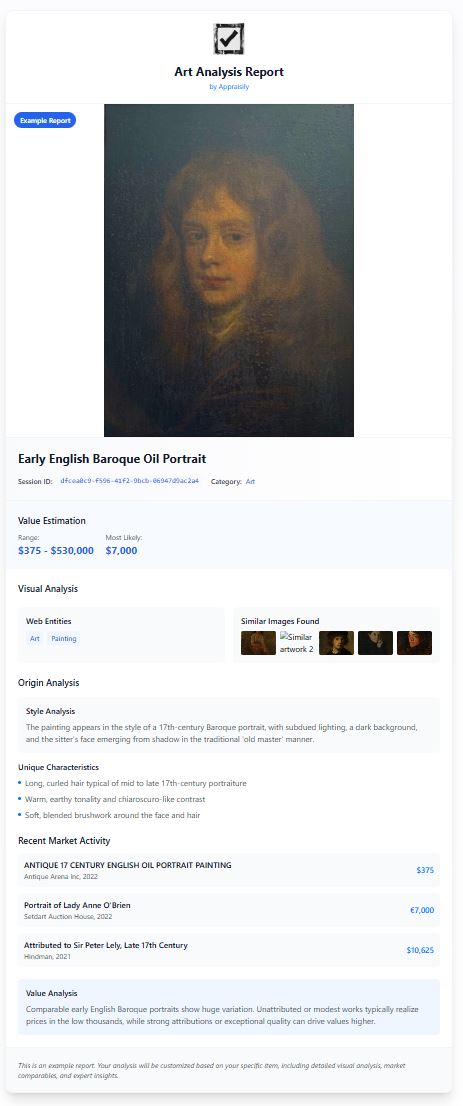 Art Analysis Report
by Appraisily
Example Report
Early English Baroque Oil Portrait
Session ID: dfcea0c9-f596-41f2-9bcb-06947d9ac2a4 Category: Art
Value Estimation
Range: Most Likely:
$375 - $530,000 $7,000
Visual Analysis
Web Entities
Art Painting
Similar Images Found
Similar
artwork 2
Origin Analysis
Style Analysis
The painting appears in the style of a 17th-century Baroque portrait, with subdued lighting, a dark background,
and the sitter's face emerging from shadow in the traditional 'old master' manner.
Unique Characteristics
Long, curled hair typical of mid to late 17th-century portraiture
Warm, earthy tonality and chiaroscuro-like contrast
Soft, blended brushwork around the face and hair
Recent Market Activity
ANTIQUE 17 CENTURY ENGLISH OIL PORTRAIT PAINTING
Antique Arena Inc, 2022
$375
Portrait of Lady Anne O'Brien
Setdart Auction House, 2022
€7,000
Attributed to Sir Peter Lely, Late 17th Century
Hindman, 2021
$10,625
Value Analysis
Comparable early English Baroque portraits show huge variation. Unattributed or modest works typically realize
prices in the low thousands, while strong attributions or exceptional quality can drive values higher.
This is an example report. Your analysis will be customized based on your specific item, including detailed visual analysis, market
comparables, and expert insights.